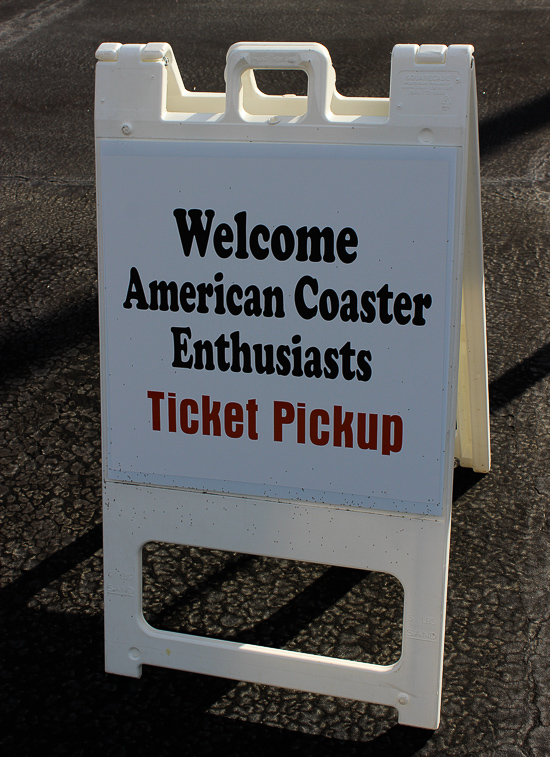 Welcome
American Coaster
Enthusiasts
Ticket Pickup